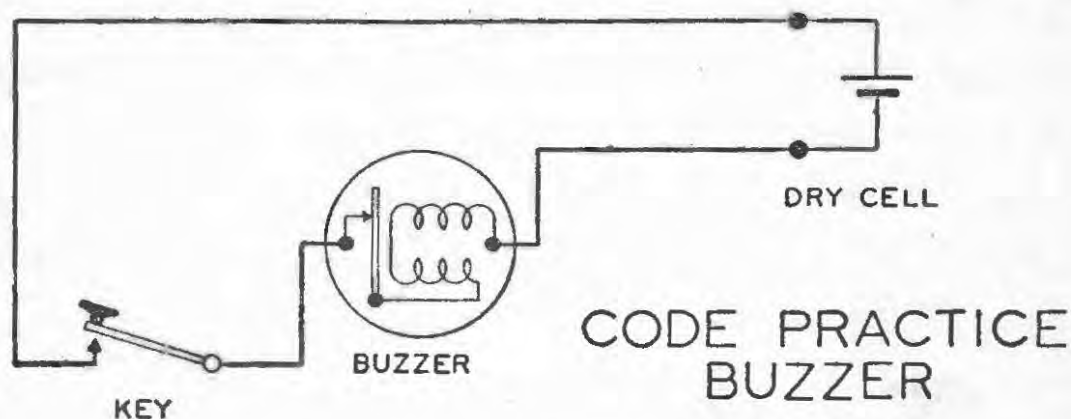 DRY CELL
BUZZER
KEY
CODE PRACTICE
BUZZER